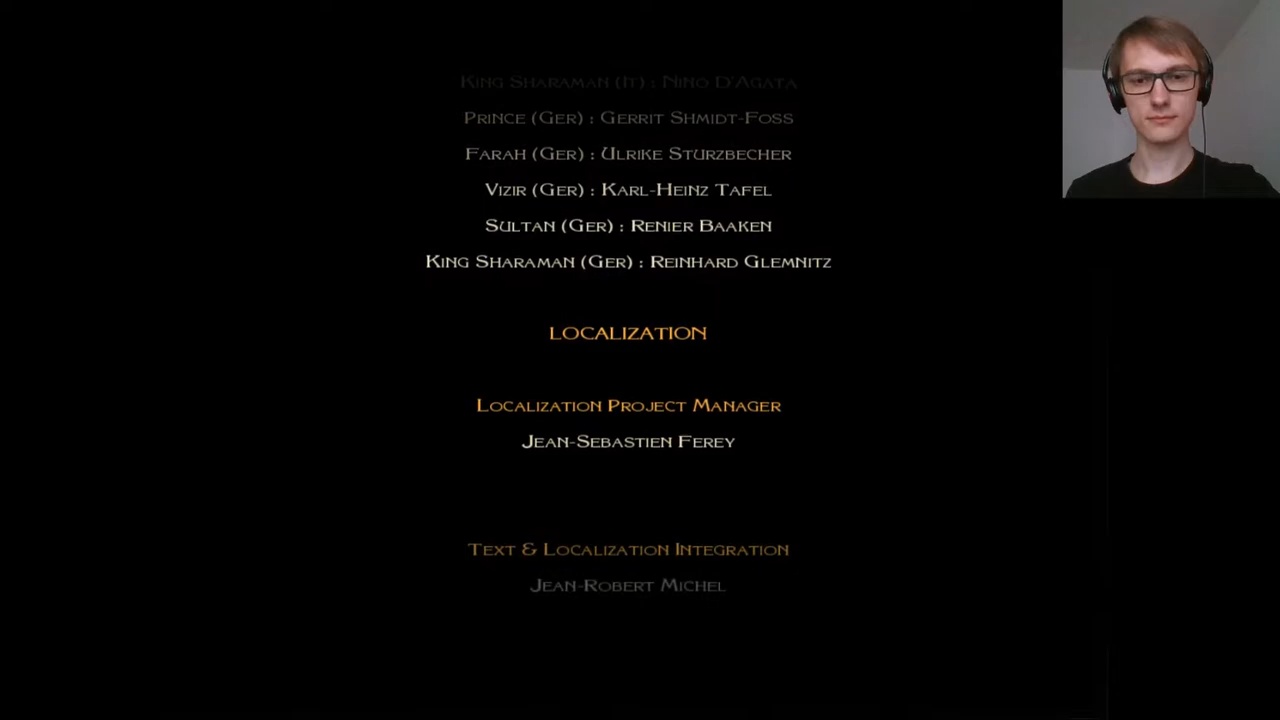 King Sharaman (It) : Nino D'Agata
Prince (Ger) : Gerrit Shmidt-Foss
Farah (Ger) : Ulrike Sturzbecher
Vizir (Ger) : Karl-Heinz Tafel
Sultan (Ger) : Renier Baaken
King Sharaman (Ger) : Reinhard Glemnitz
LOCALIZATION
Localization Project Manager
Jean-Sebastien Ferey
Text & Localization Integration
Jean-Robert Michel